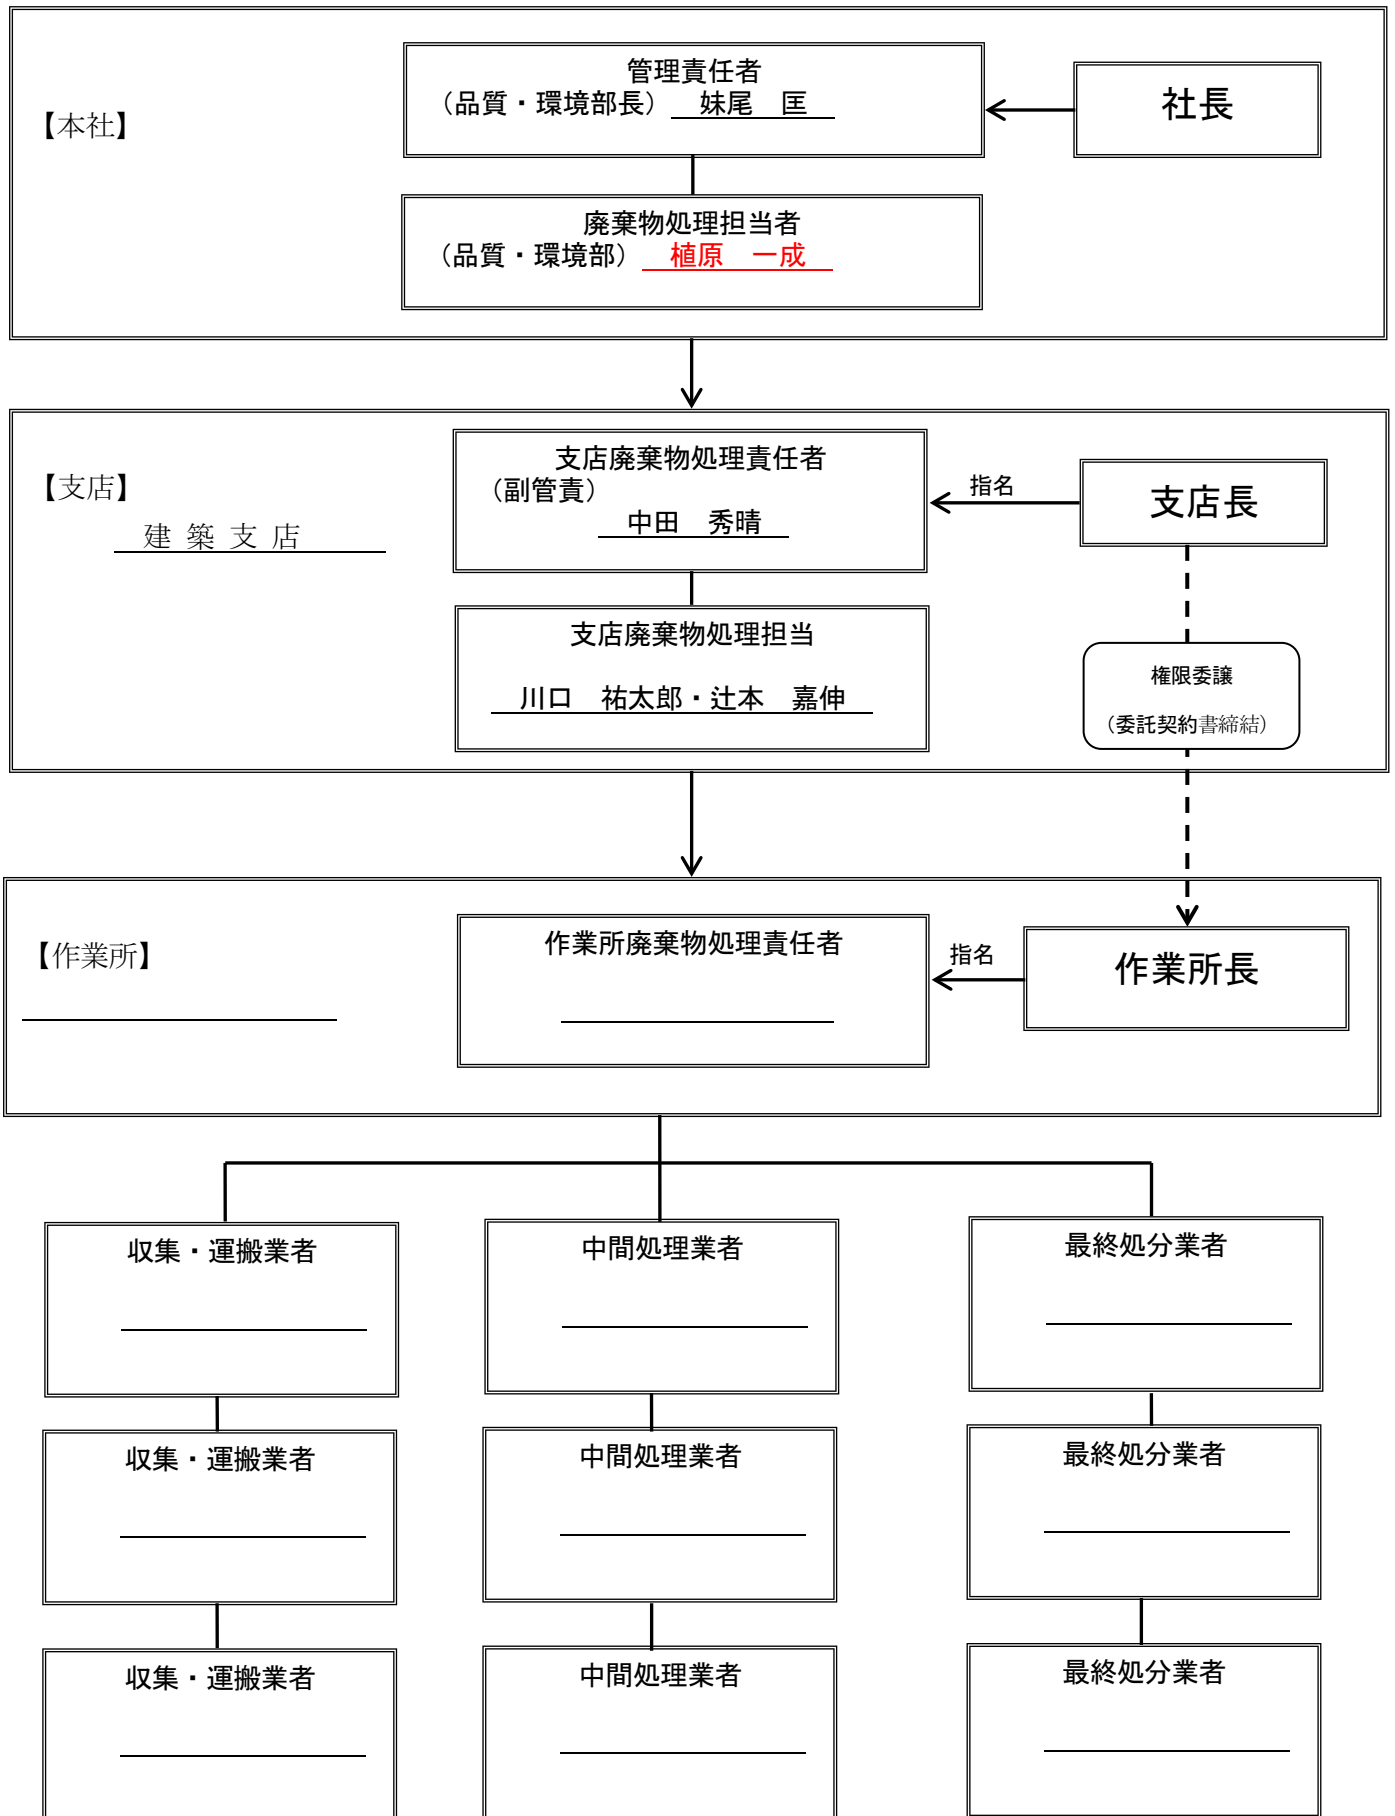 【本社】
管理責任者
（品質・環境部長）　妹尾　匡
社長
廃棄物処理担当者
（品質・環境部）　植原　一成
【支店】
建築支店
支店廃棄物処理責任者
（副管責）
中田　秀晴
指名
支店長
支店廃棄物処理担当
川口　祐太郎・辻本　嘉伸
権限委譲
（委託契約書締結）
【作業所】
作業所廃棄物処理責任者
指名
作業所長
収集・運搬業者
中間処理業者
最終処分業者
収集・運搬業者
中間処理業者
最終処分業者
収集・運搬業者
中間処理業者
最終処分業者